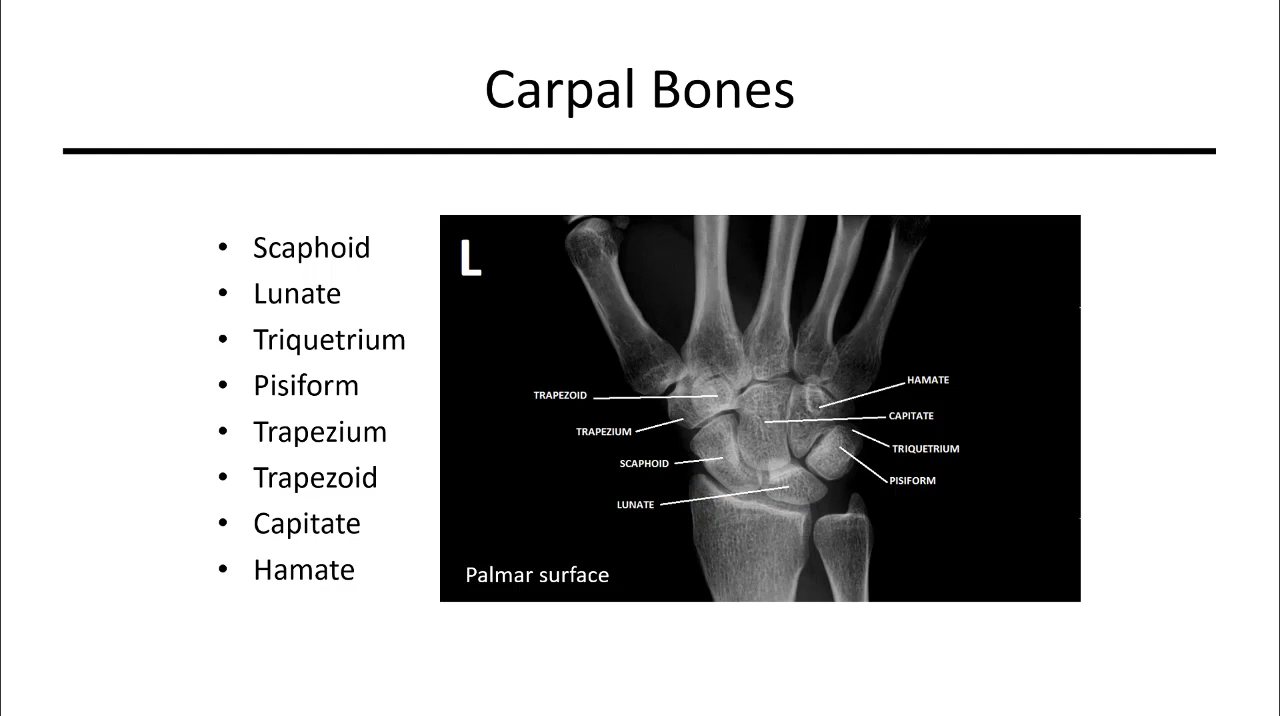 Carpal Bones
• Scaphoid
• Lunate
• Triquetrium
• Pisiform
• Trapezium
• Trapezoid
• Capitate
• Hamate
L
TRAPEZOID
TRAPEZIUM
SCAPHOID
LUNATE
HAMATE
CAPITATE
TRIQUETRIUM
PISIFORM
Palmar surface